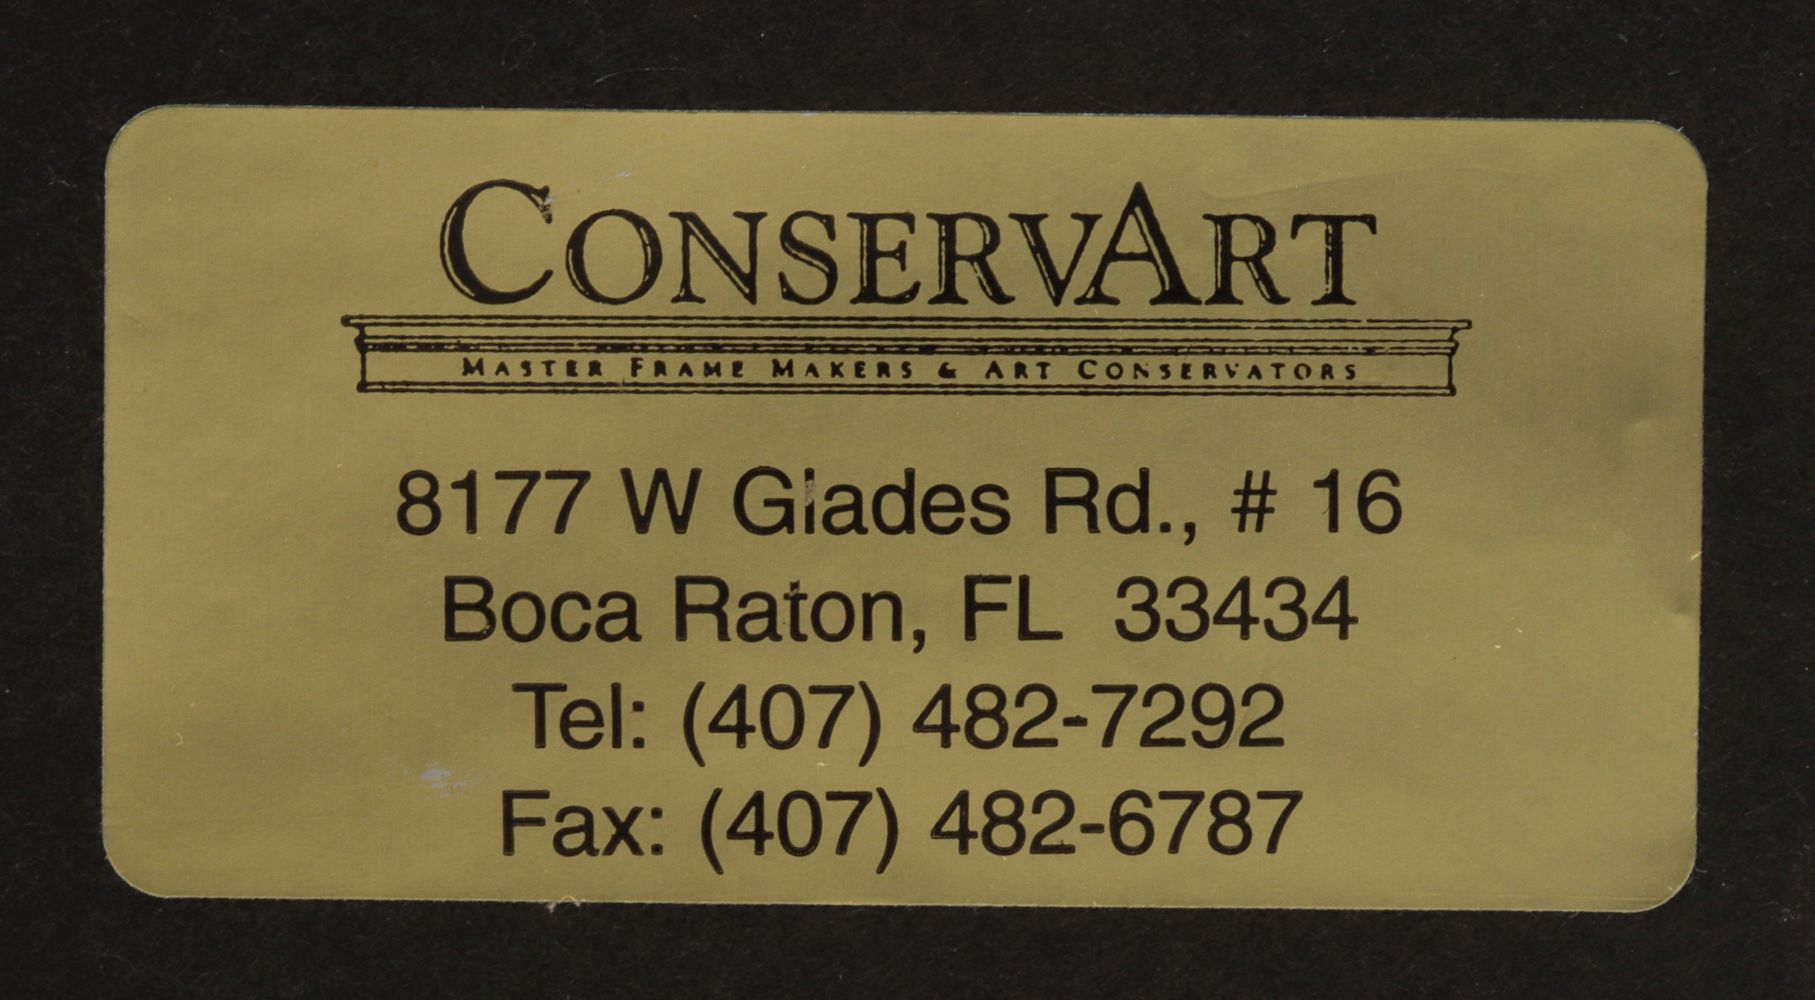 CONSERVART
MASTER FRAME MAKERS & ART CONSERVATORS
8177 W Glades Rd., # 16
Boca Raton, FL 33434
Tel: (407) 482-7292
Fax: (407) 482-6787